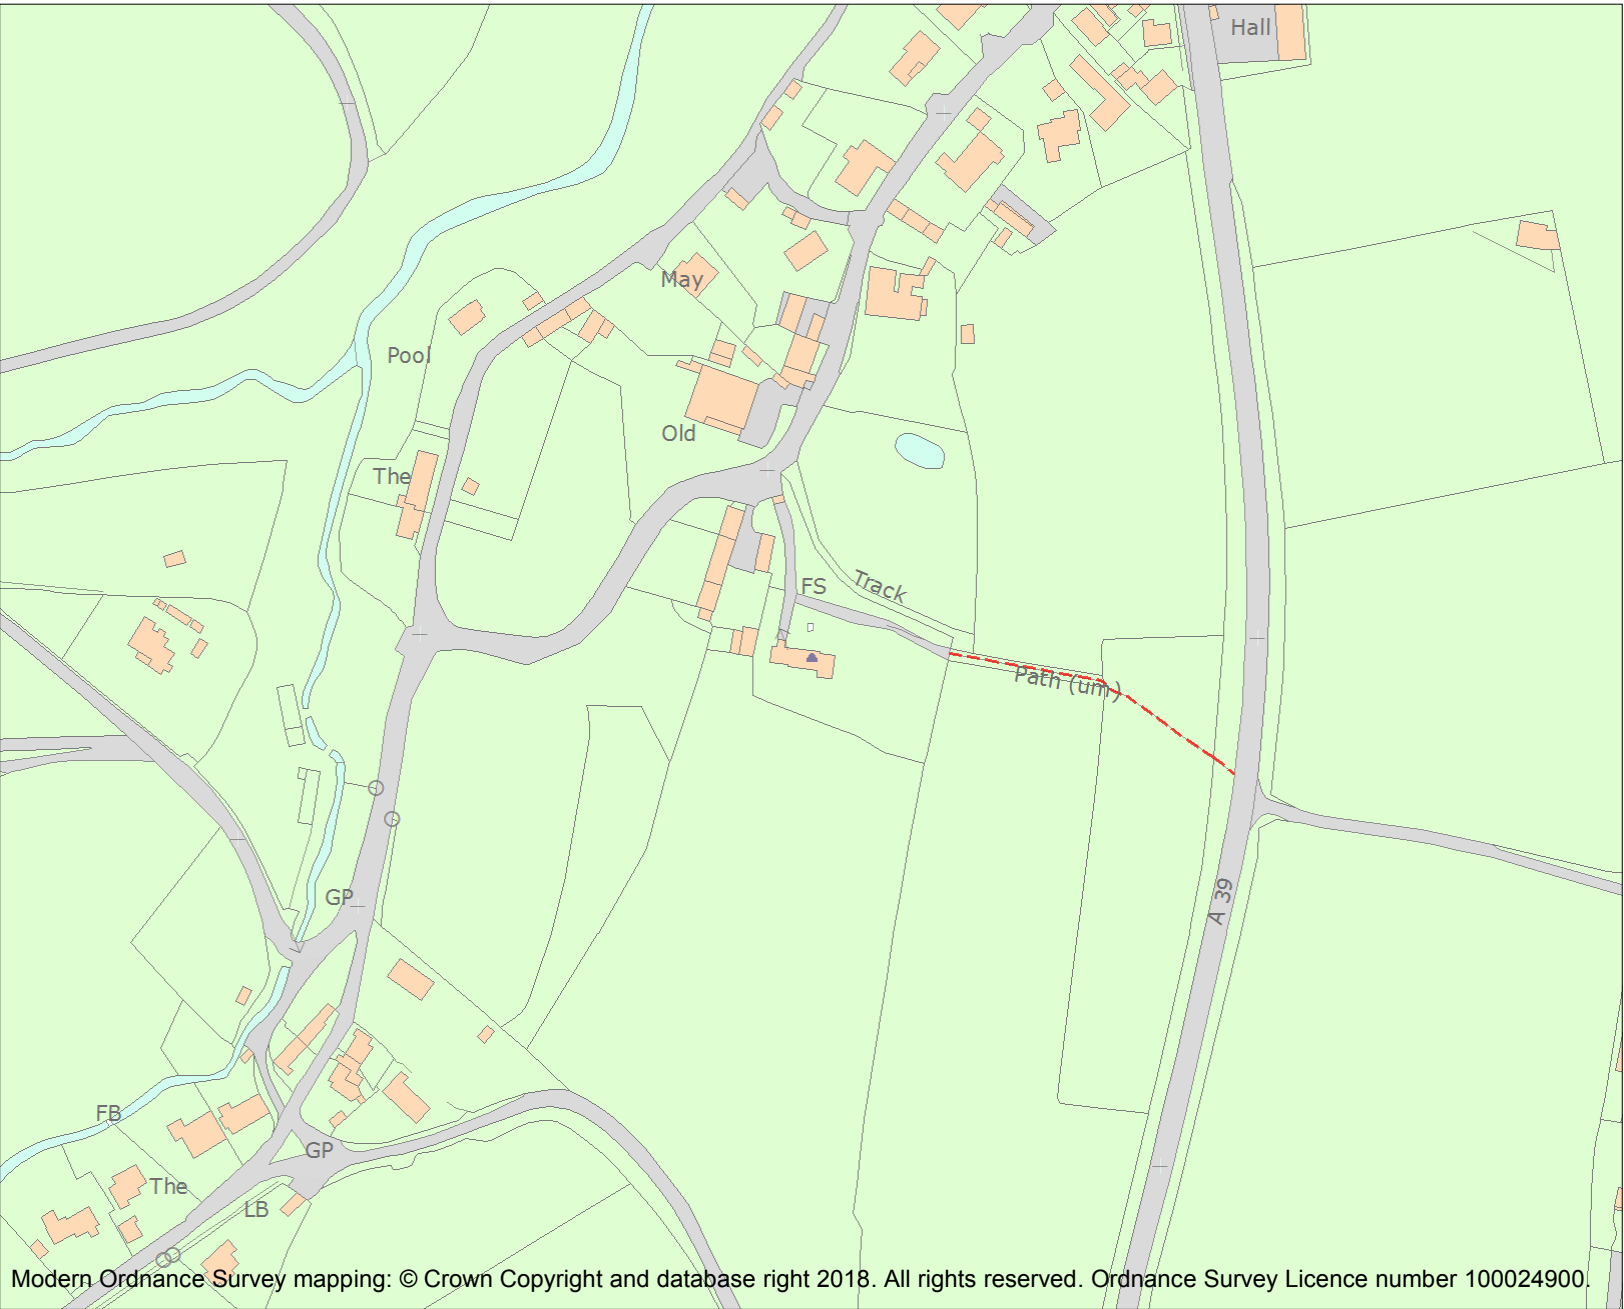 Hall
May
Pool
Old
The
FS
Track
Path (um)
A 39
GP
FB
GP
The
LB
Modern Ordnance Survey mapping: © Crown Copyright and database right 2018. All rights reserved. Ordnance Survey Licence number 100024900.